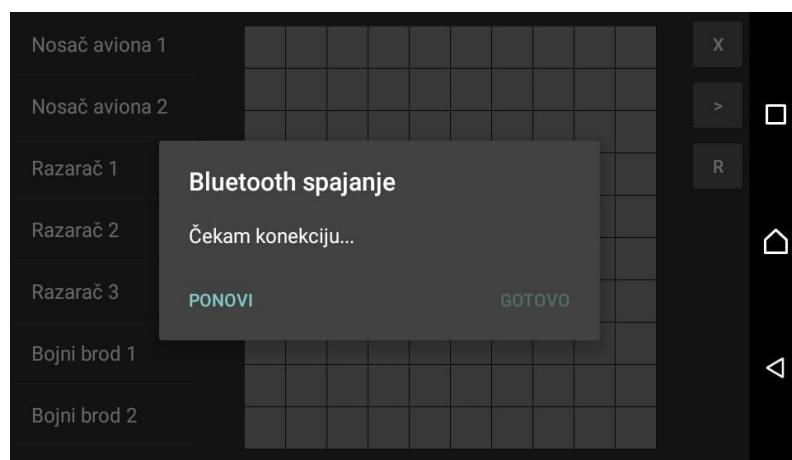 Nosač aviona 1
X
Nosač aviona 2
>
Razarač 1
R
Bluetooth spajanje
Razarač 2
Čekam konekciju...
Razarač 3
PONOVI
GOTOVO
Bojni brod 1
Bojni brod 2